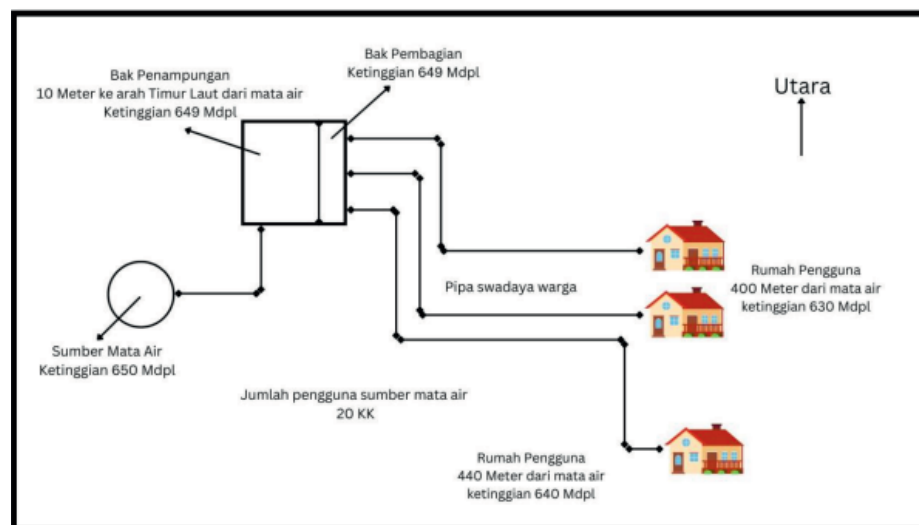 Bak Pembagian
Ketinggian 649 Mdpl
Bak Penampungan
10 Meter ke arah Timur Laut dari mata air
Ketinggian 649 Mdpl
Utara
Rumah Pengguna
400 Meter dari mata air
ketinggian 630 Mdpl
Pipa swadaya warga
Sumber Mata Air
Ketinggian 650 Mdpl
Jumlah pengguna sumber mata air
20 KK
Rumah Pengguna
440 Meter dari mata air
ketinggian 640 Mdpl